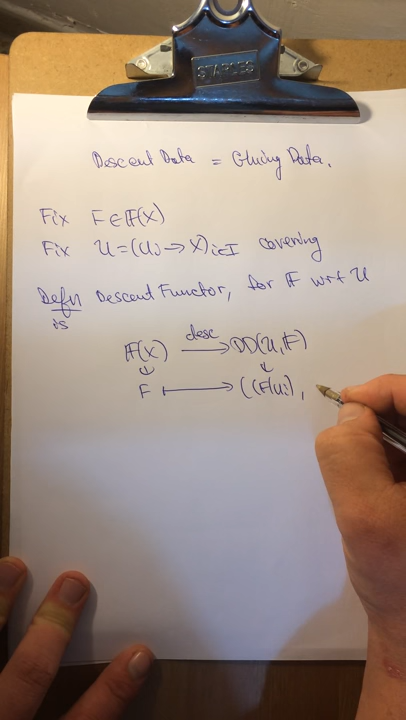 STAPLES
Descent Data = Gluing Data.
Fix F ∈ 𝔽(X)
Fix U = (Ui → X)i∈I covering
Defn Descent Functor, for 𝔽 wrt U
is
desc
𝔽(X) → DD(U, 𝔽)
F ↦ ((F|Ui),